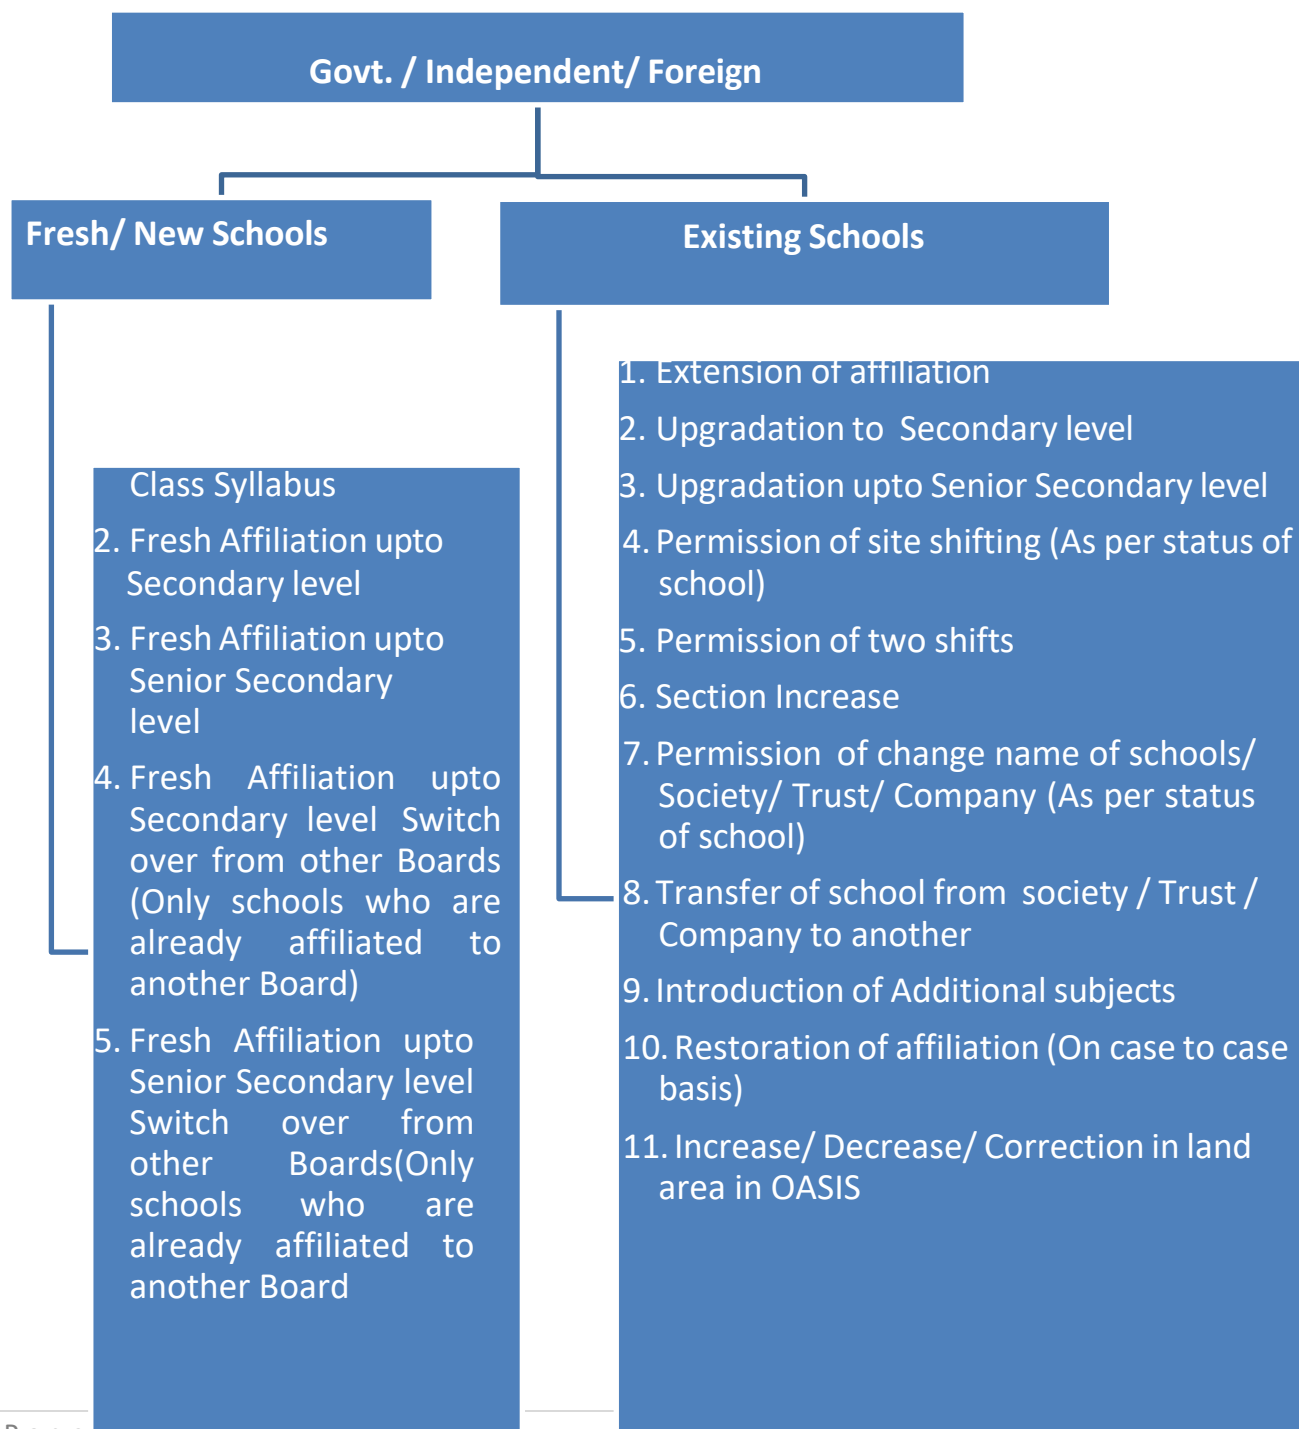 Govt. / Independent/ Foreign
Fresh/ New Schools
Existing Schools
Class Syllabus
2. Fresh Affiliation upto
Secondary level
3. Fresh Affiliation upto
Senior Secondary
level
4. Fresh Affiliation upto
Secondary level Switch
over from other Boards
(Only schools who are
already affiliated to
another Board)
5. Fresh Affiliation upto
Senior Secondary level
Switch over from
other Boards(Only
schools who are
already affiliated to
another Board
1. Extension of affiliation
2. Upgradation to Secondary level
3. Upgradation upto Senior Secondary level
4. Permission of site shifting (As per status of
school)
5. Permission of two shifts
6. Section Increase
7. Permission of change name of schools/
Society/ Trust/ Company (As per status
of school)
8. Transfer of school from society / Trust /
Company to another
9. Introduction of Additional subjects
10. Restoration of affiliation (On case to case
basis)
11. Increase/ Decrease/ Correction in land
area in OASIS